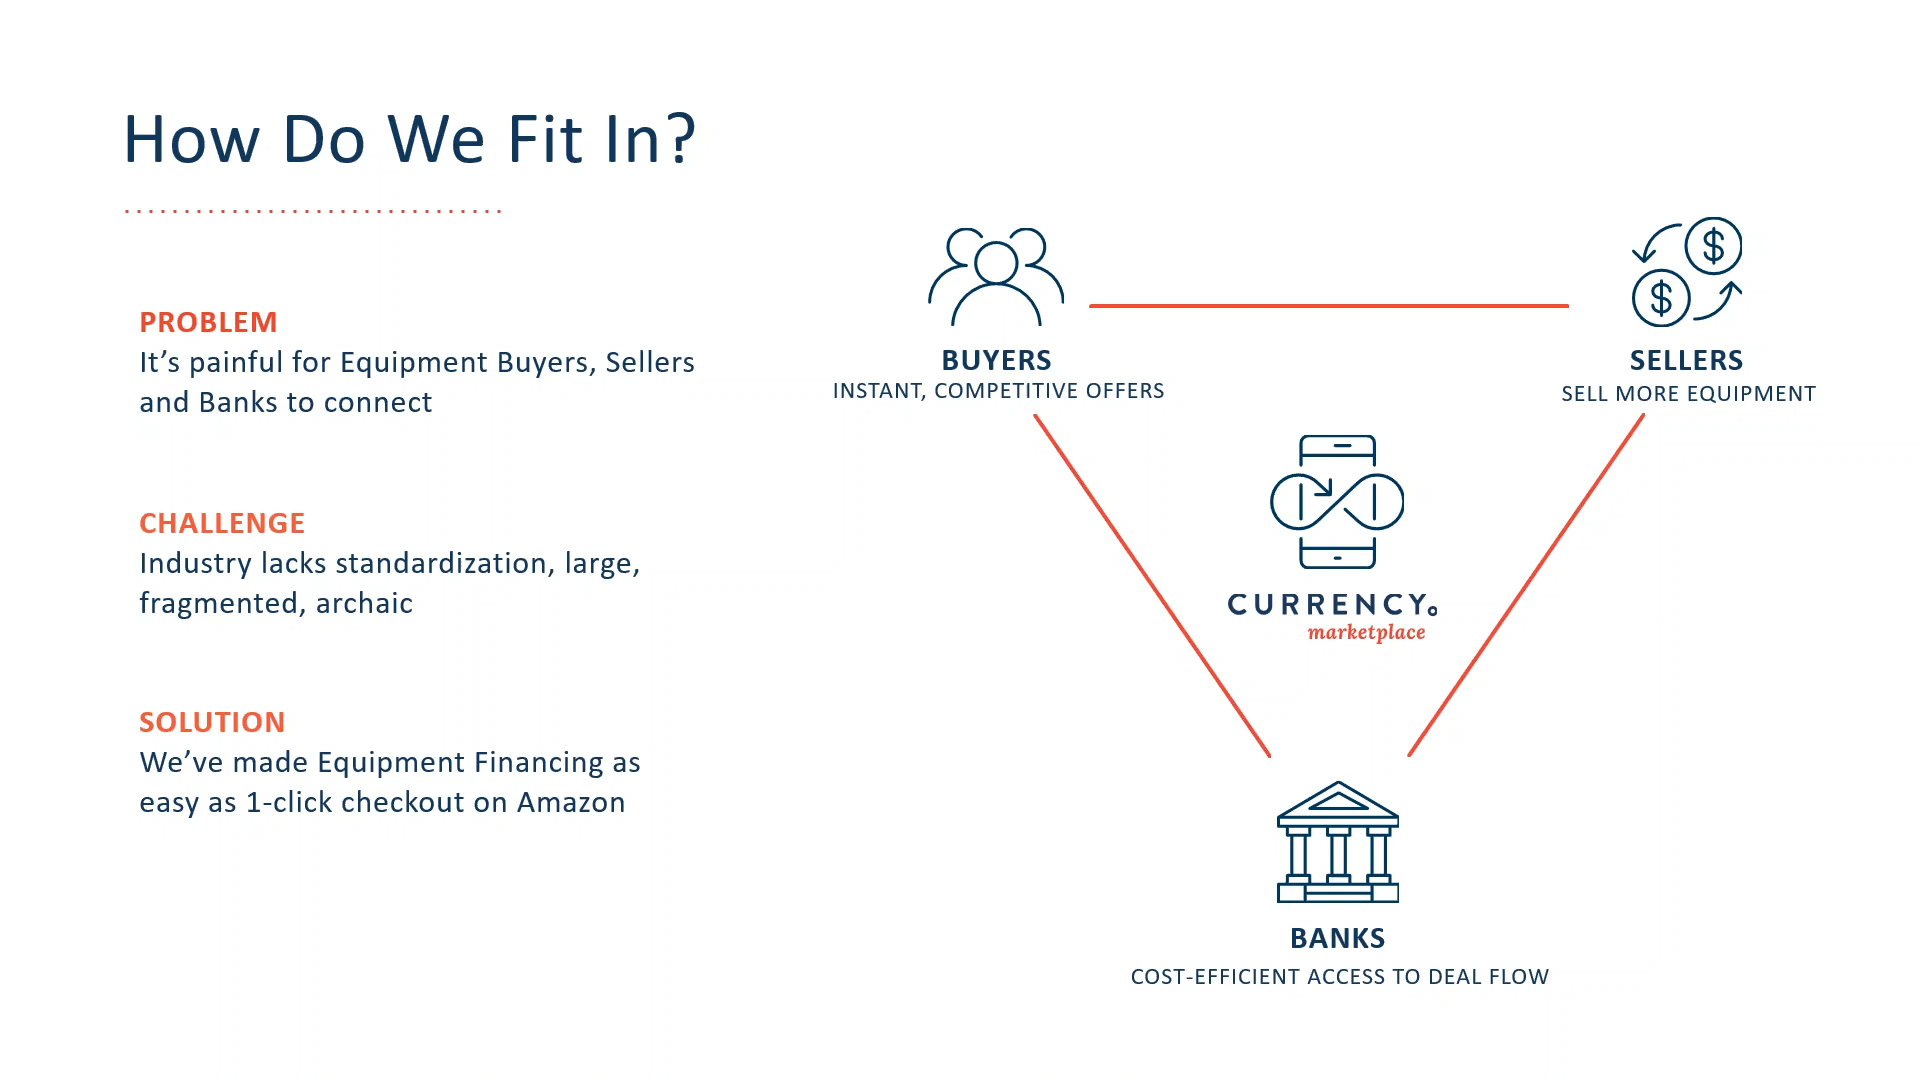 How Do We Fit In?
PROBLEM
It’s painful for Equipment Buyers, Sellers
and Banks to connect
CHALLENGE
Industry lacks standardization, large,
fragmented, archaic
SOLUTION
We’ve made Equipment Financing as
easy as 1-click checkout on Amazon
BUYERS
INSTANT, COMPETITIVE OFFERS
SELLERS
SELL MORE EQUIPMENT
CURRENCY
marketplace
BANKS
COST-EFFICIENT ACCESS TO DEAL FLOW